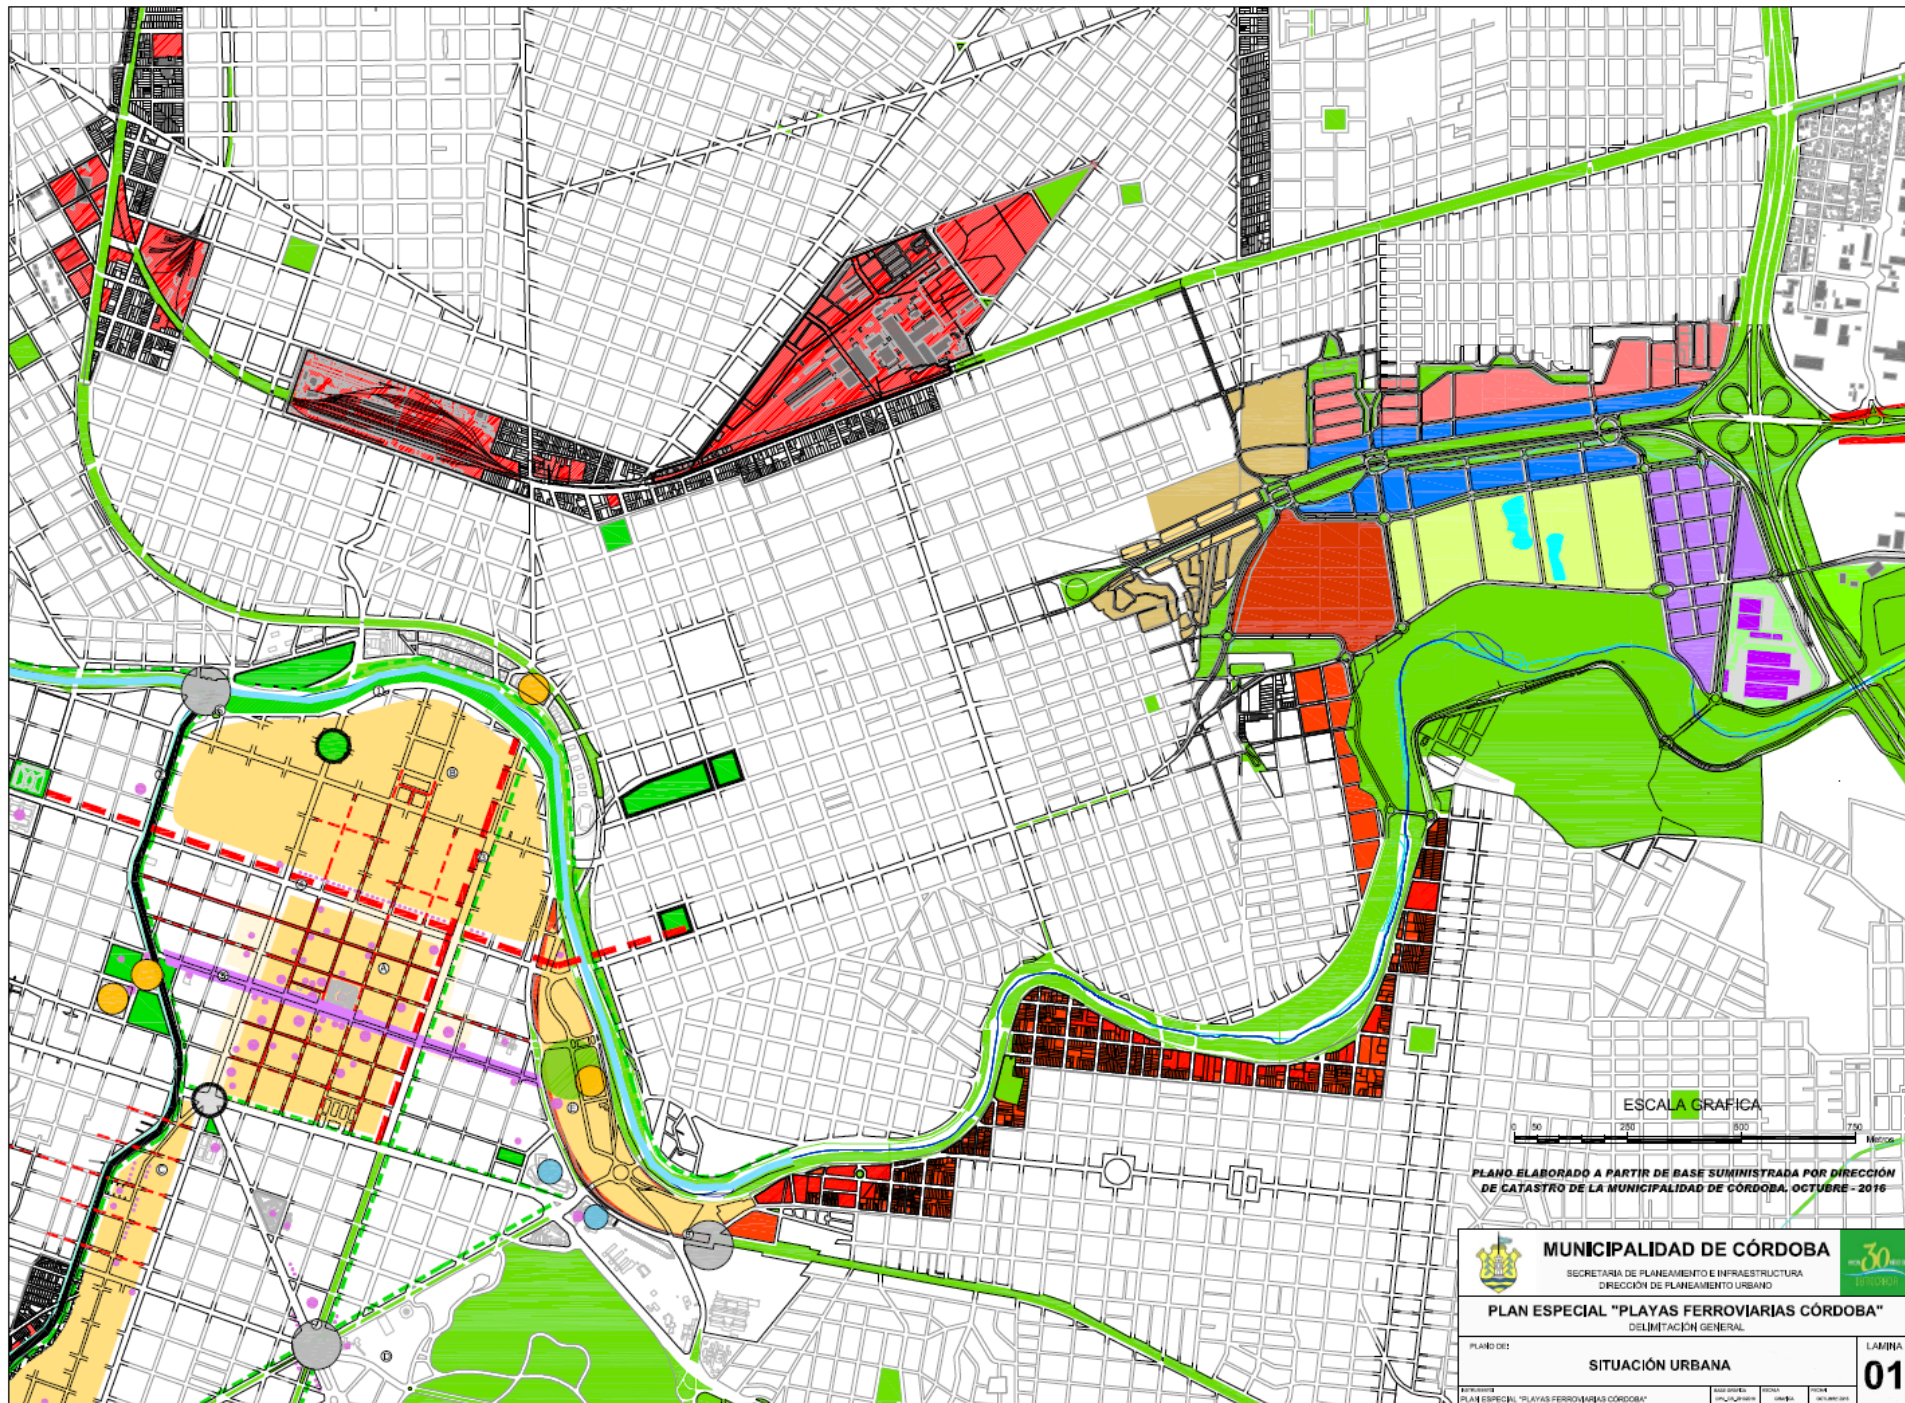 ESCALA GRAFICA
0 50 250 500 750
Metros
PLANO ELABORADO A PARTIR DE BASE SUMINISTRADA POR DIRECCIÓN
DE CATASTRO DE LA MUNICIPALIDAD DE CÓRDOBA. OCTUBRE - 2016
MUNICIPALIDAD DE CÓRDOBA
SECRETARIA DE PLANEAMIENTO E INFRAESTRUCTURA
DIRECCIÓN DE PLANEAMIENTO URBANO
30
PLAN ESPECIAL "PLAYAS FERROVIARIAS CÓRDOBA"
DELIMITACIÓN GENERAL
PLANO DE:
SITUACIÓN URBANA
LAMINA
01
PLAN ESPECIAL "PLAYAS FERROVIARIAS CÓRDOBA"